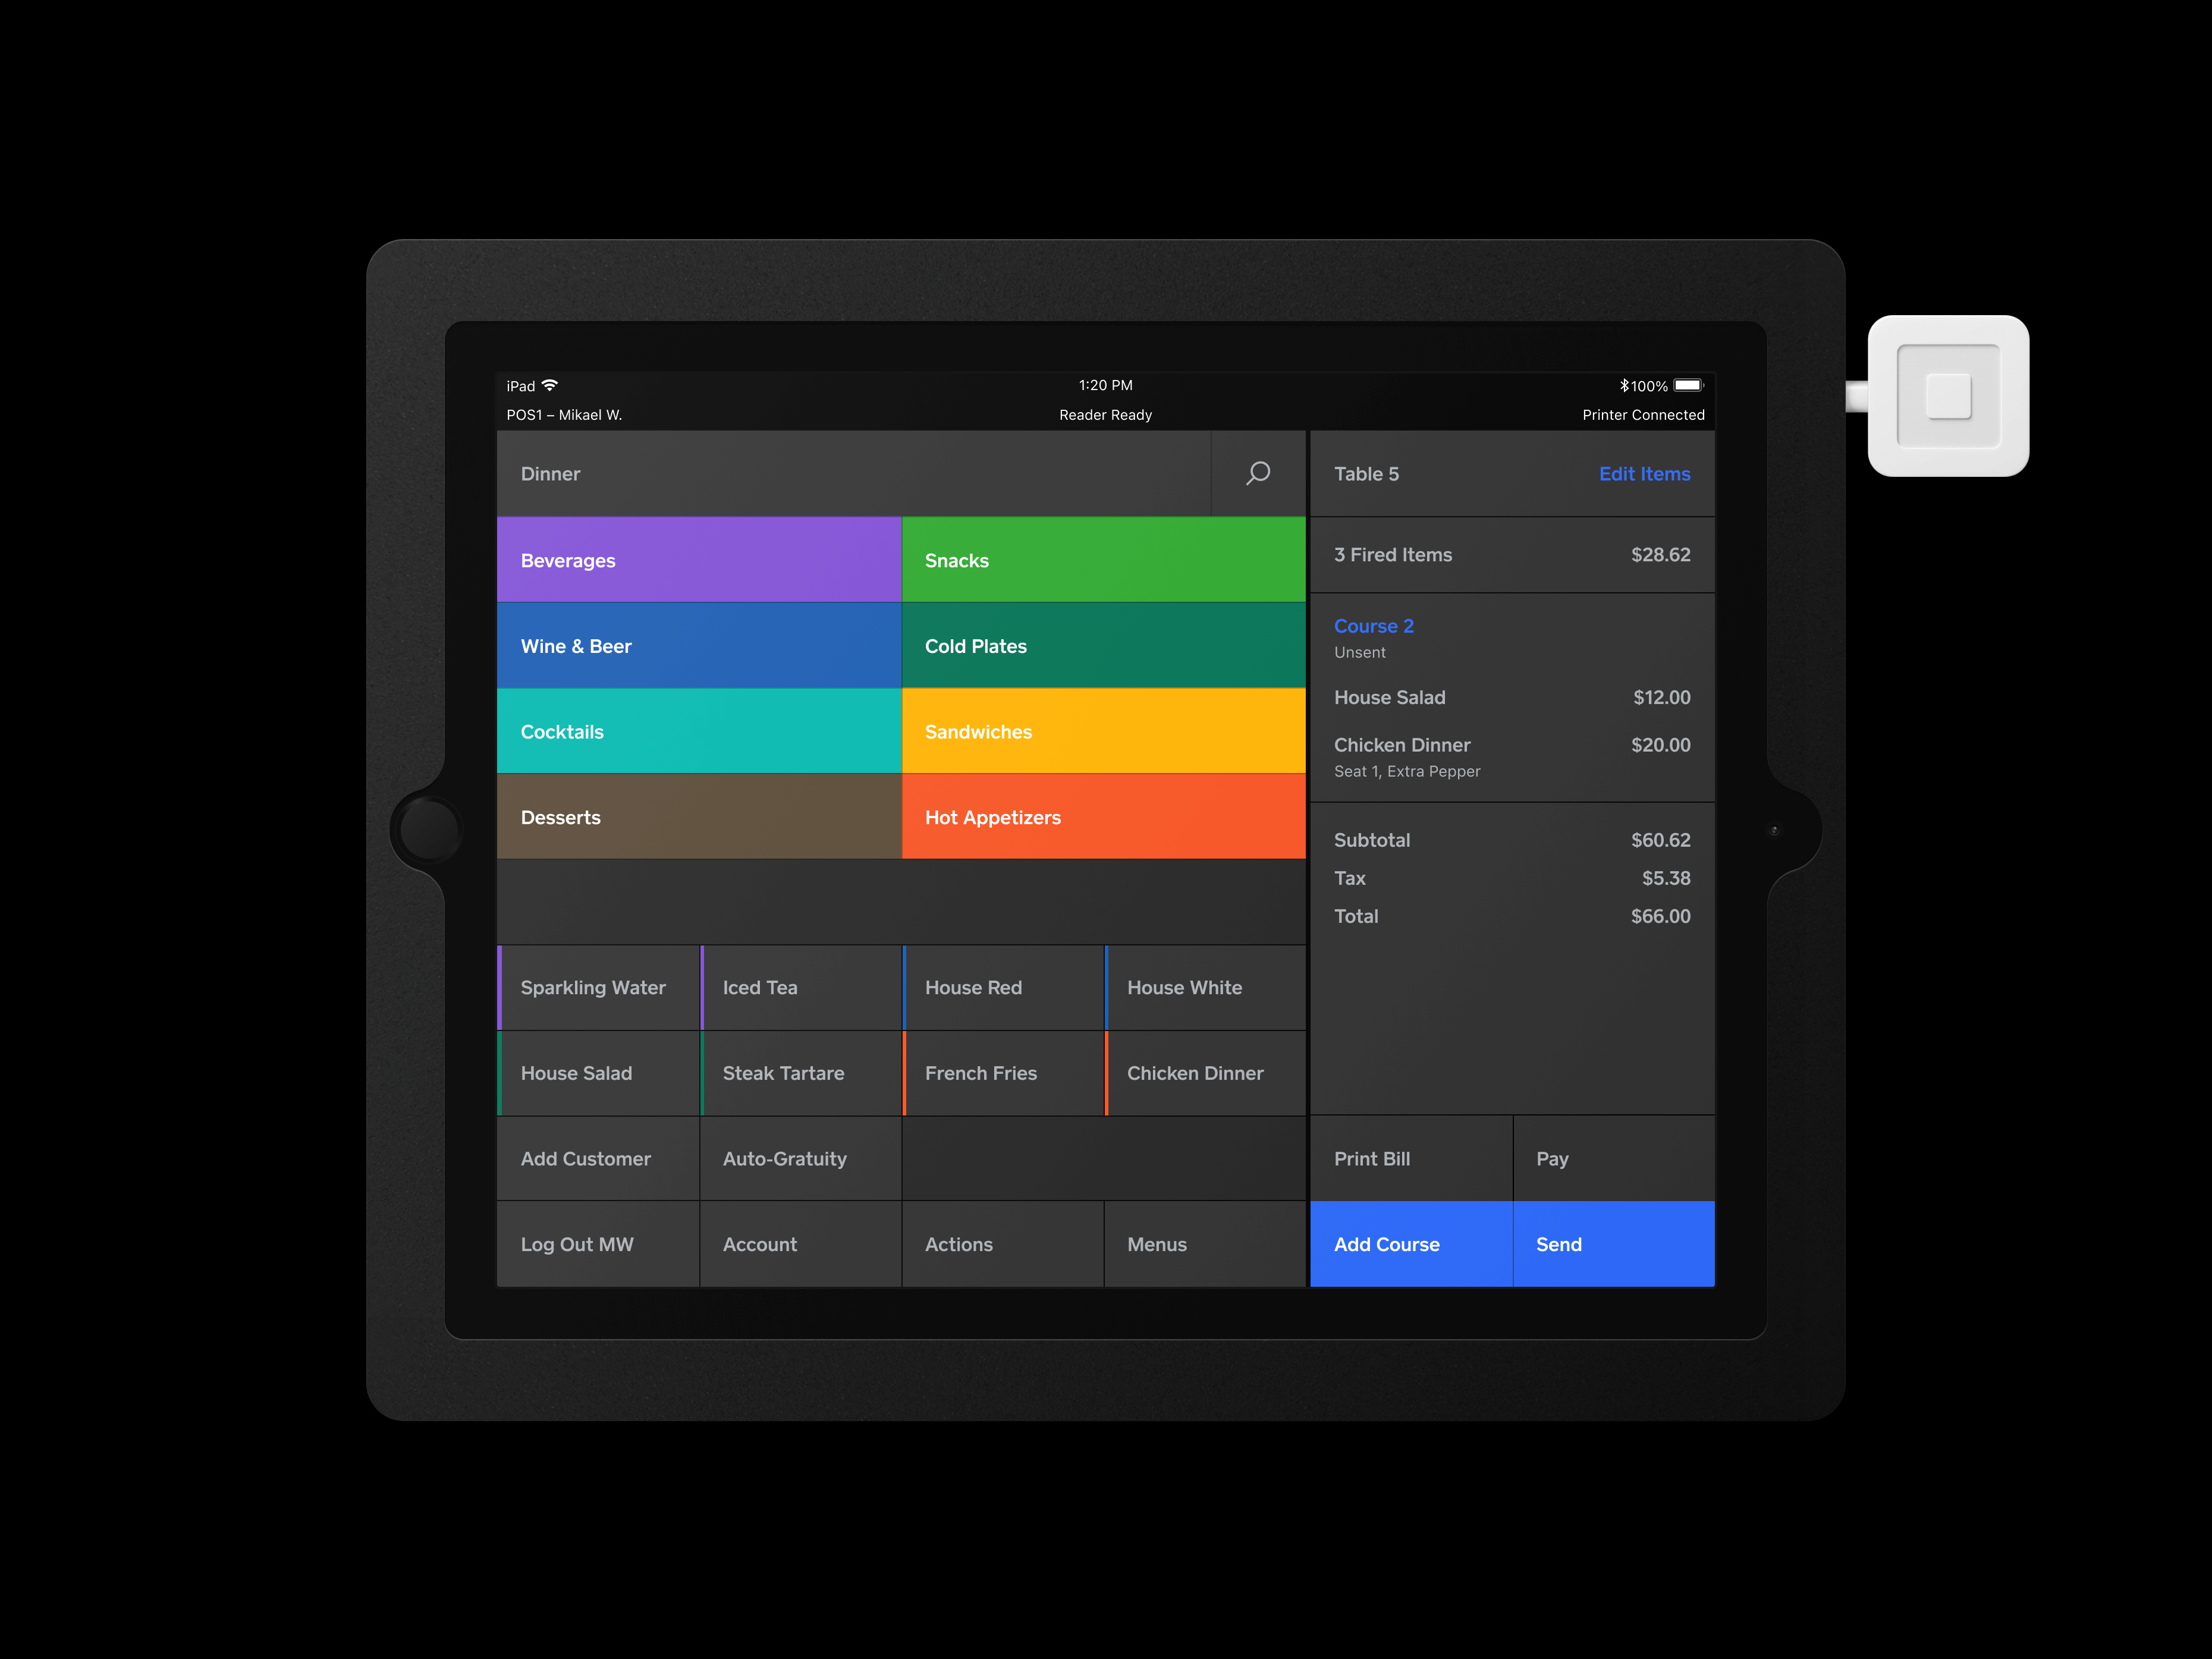 iPad 1:20 PM 100%
POS1 – Mikael W. Reader Ready Printer Connected
Dinner
Beverages Snacks
Wine & Beer Cold Plates
Cocktails Sandwiches
Desserts Hot Appetizers
Sparkling Water Iced Tea House Red House White
House Salad Steak Tartare French Fries Chicken Dinner
Add Customer Auto-Gratuity
Log Out MW Account Actions Menus
Table 5 Edit Items
3 Fired Items $28.62
Course 2
Unsent
House Salad $12.00
Chicken Dinner $20.00
Seat 1, Extra Pepper
Subtotal $60.62
Tax $5.38
Total $66.00
Print Bill Pay
Add Course Send